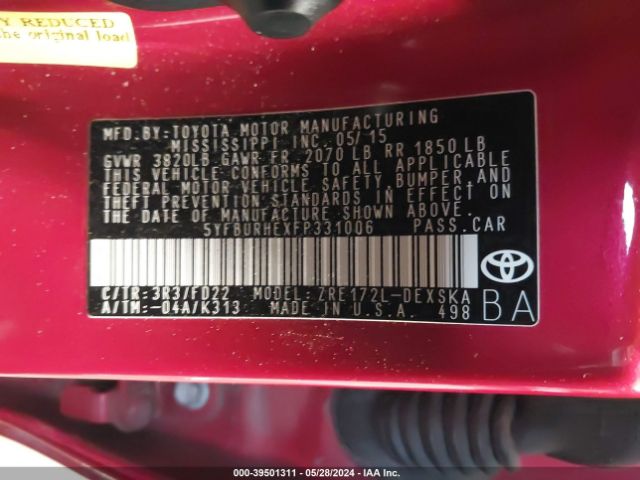 Y REDUCED
the original load
MFD.BY:TOYOTA MOTOR MANUFACTURING
MISSISSIPPI INC. 05/15
GVWR 3820LB GAWR FR 2070 LB RR 1850 LB
THIS VEHICLE CONFORMS TO ALL APPLICABLE
FEDERAL MOTOR VEHICLE SAFETY,BUMPER,AND
THEFT PREVENTION STANDARDS IN EFFECT ON
THE DATE OF MANUFACTURE SHOWN ABOVE.
5YFBURHEXFP331006 PASS.CAR
C/TR:3R3/FD22 MODEL: ZRE172L-DEXSKA
A/TM:-04A/K313 MADE IN U.S.A. 498
BA
000-39501311 - 05/28/2024 - IAA Inc.